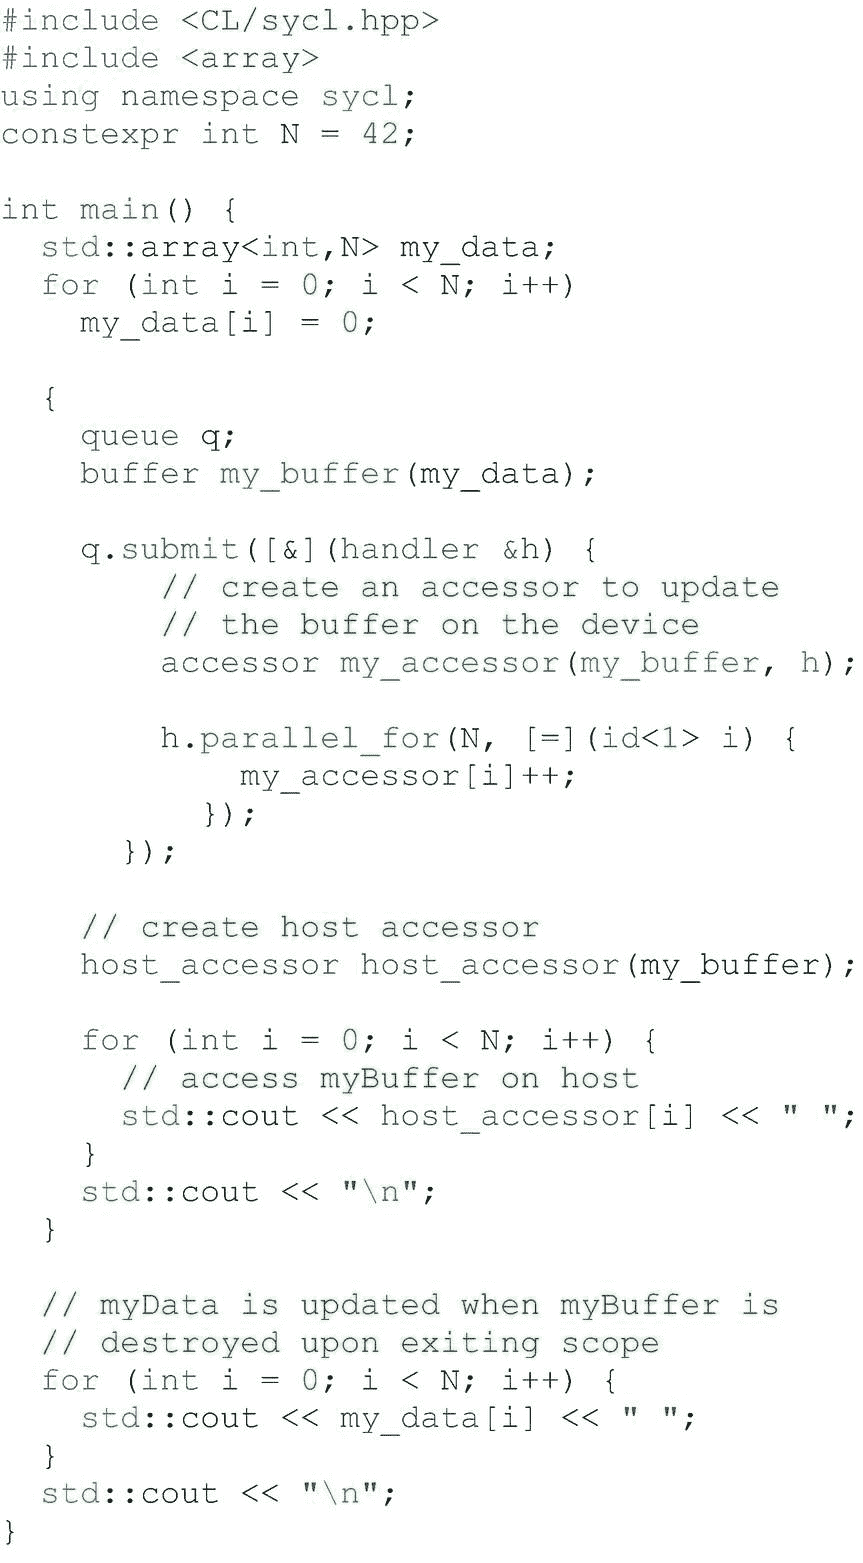 #include <CL/sycl.hpp>
#include <array>
using namespace sycl;
constexpr int N = 42;

int main() {
  std::array<int,N> my_data;
  for (int i = 0; i < N; i++)
    my_data[i] = 0;

  {
    queue q;
    buffer my_buffer(my_data);

    q.submit([&](handler &h) {
        // create an accessor to update
        // the buffer on the device
        accessor my_accessor(my_buffer, h);

        h.parallel_for(N, [=](id<1> i) {
            my_accessor[i]++;
          });
      });

    // create host accessor
    host_accessor host_accessor(my_buffer);

    for (int i = 0; i < N; i++) {
      // access myBuffer on host
      std::cout << host_accessor[i] << " ";
    }
    std::cout << "\n";
  }

  // myData is updated when myBuffer is
  // destroyed upon exiting scope
  for (int i = 0; i < N; i++) {
    std::cout << my_data[i] << " ";
  }
  std::cout << "\n";
}